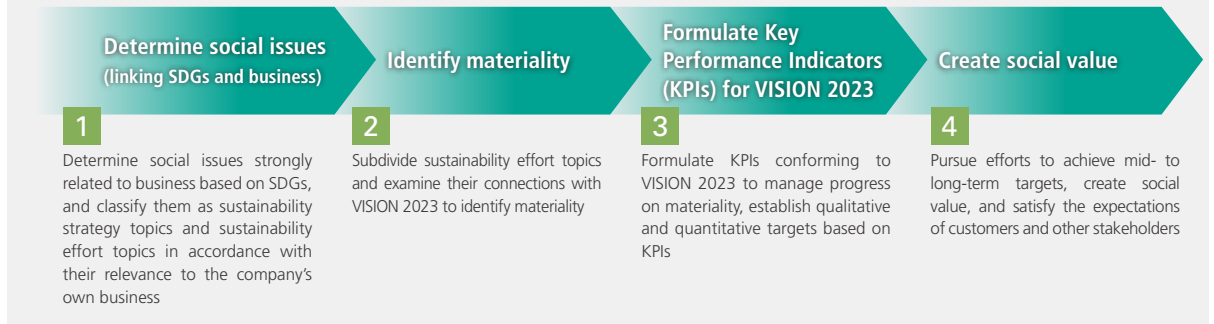 Determine social issues
(linking SDGs and business)
Identify materiality
Formulate Key
Performance Indicators
(KPIs) for VISION 2023
Create social value
1
Determine social issues strongly
related to business based on SDGs,
and classify them as sustainability
strategy topics and sustainability
effort topics in accordance with
their relevance to the company's
own business
2
Subdivide sustainability effort topics
and examine their connections with
VISION 2023 to identify materiality
3
Formulate KPIs conforming to
VISION 2023 to manage progress
on materiality, establish qualitative
and quantitative targets based on
KPIs
4
Pursue efforts to achieve mid- to
long-term targets, create social
value, and satisfy the expectations
of customers and other stakeholders